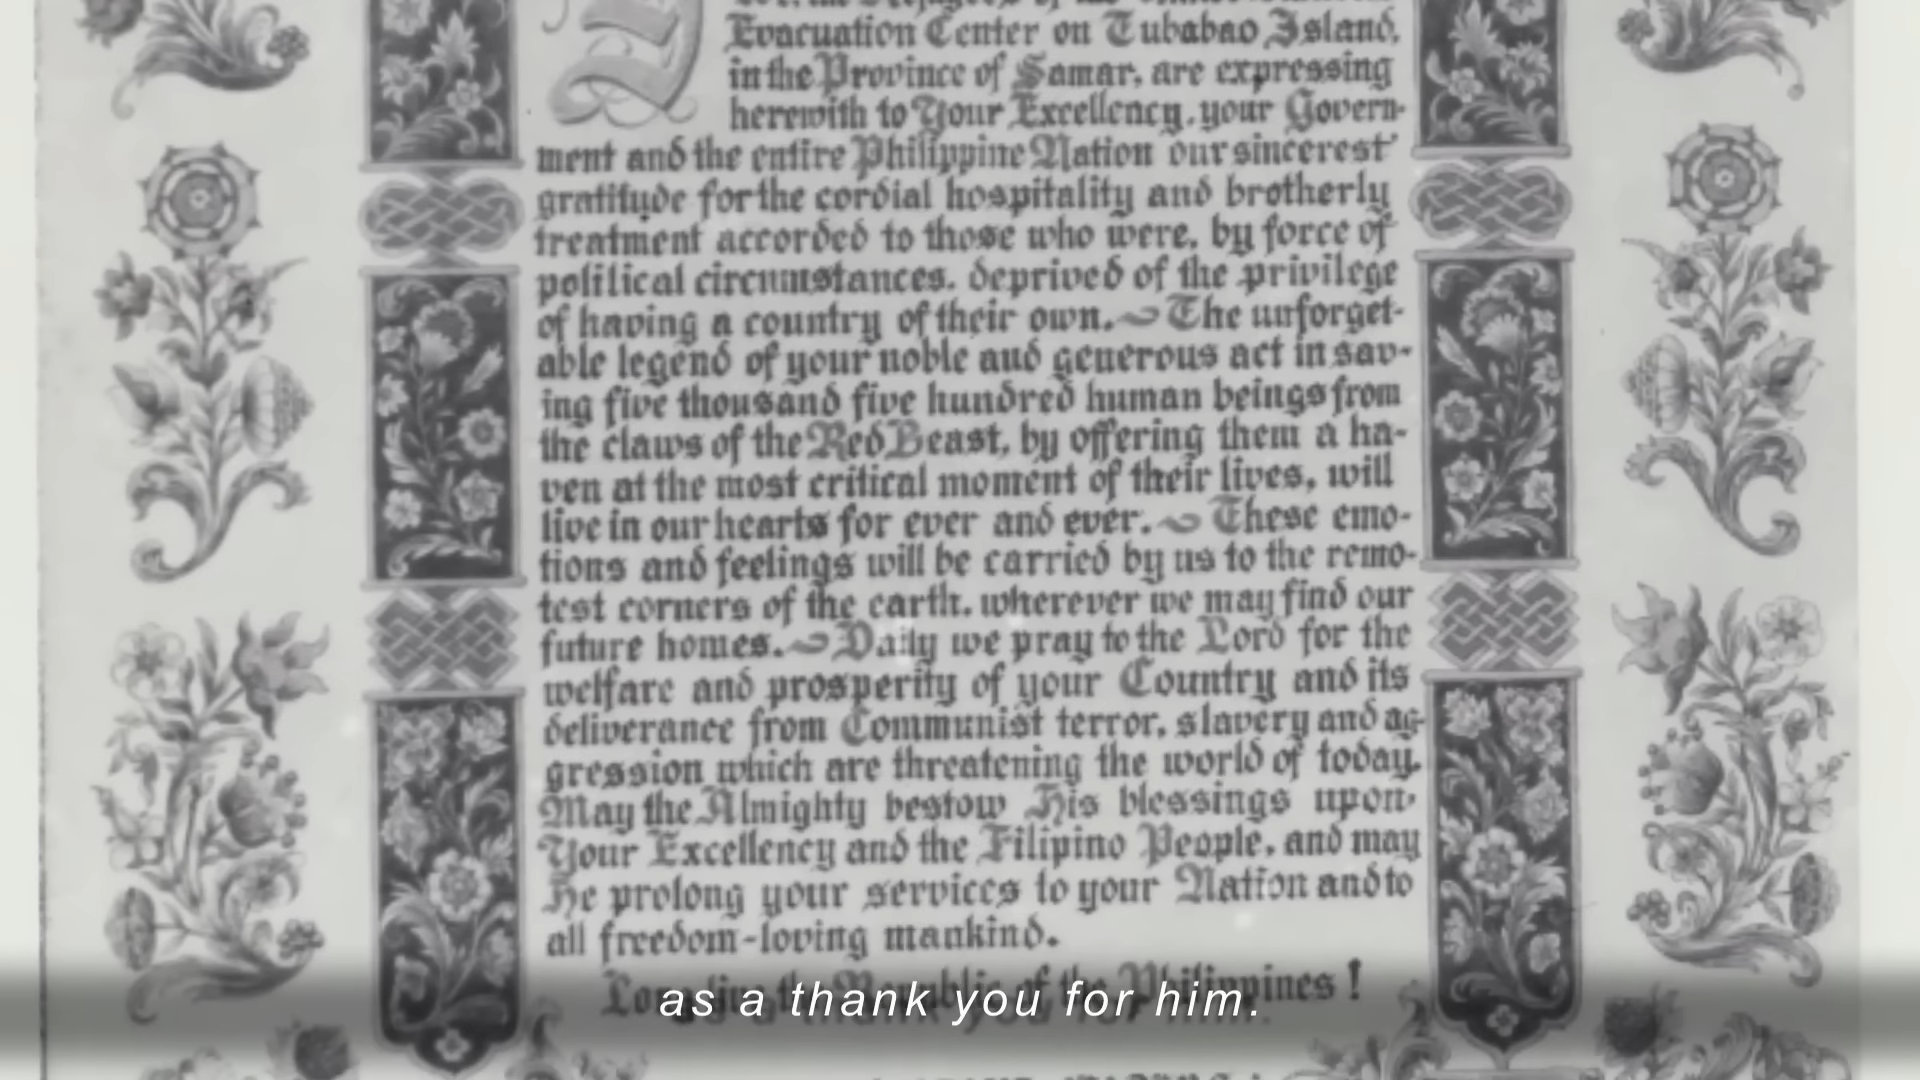 Evacuation Center on Tubabao Island,
in the Province of Samar, are expressing
herewith to Your Excellency, your Govern-
ment and the entire Philippine Nation our sincerest
gratitude for the cordial hospitality and brotherly
treatment accorded to those who were, by force of
political circumstances, deprived of the privilege
of having a country of their own. The unforget-
able legend of your noble and generous act in sav-
ing five thousand five hundred human beings from
the claws of the Red Beast, by offering them a ha-
ven at the most critical moment of their lives, will
live in our hearts for ever and ever. These emo-
tions and feelings will be carried by us to the remo-
test corners of the earth, wherever we may find our
future homes. Daily we pray to the Lord for the
welfare and prosperity of your Country and its
deliverance from Communist terror, slavery and ag-
gression which are threatening the world of today.
May the Almighty bestow His blessings upon
Your Excellency and the Filipino People, and may
He prolong your services to your Nation and to
all freedom-loving mankind.
Long live the Republic of the Philippines!
as a thank you for him.